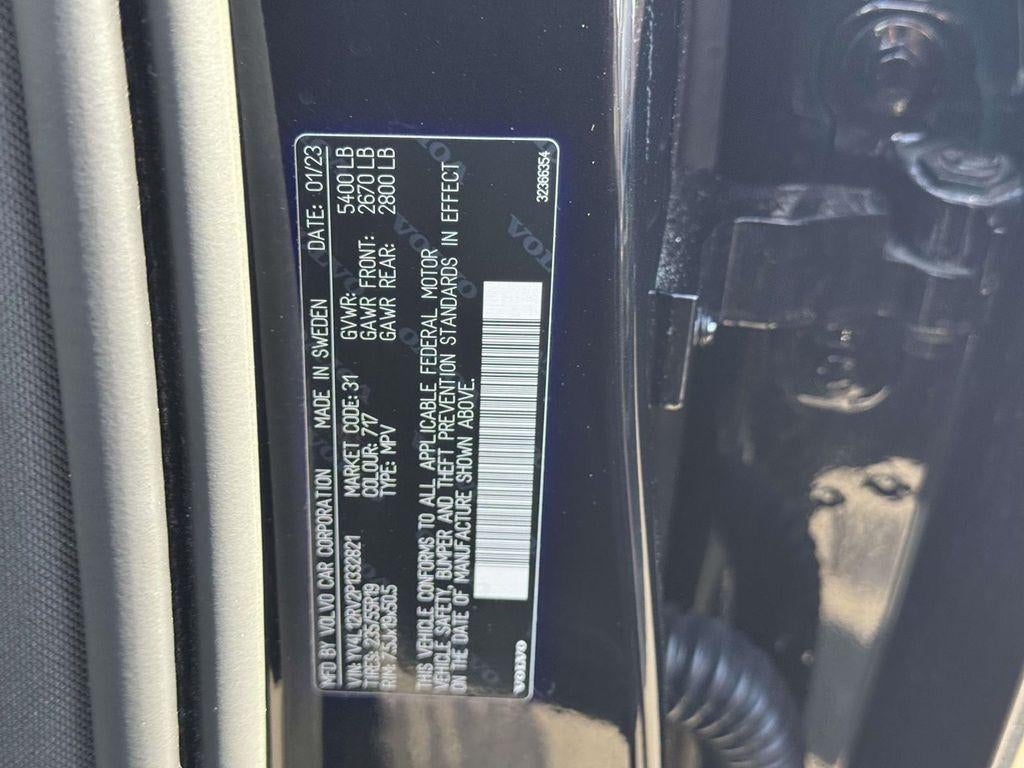 MFD BY VOLVO CAR CORPORATION MADE IN SWEDEN DATE: 01/23
VIN: YV4L12RV2P1332821 MARKET CODE: 31 GVWR: 5400 LB
TIRES: 235/55R19 COLOUR: 717 GAWR FRONT: 2670 LB
RIM: 7.5Jx19x50.5 TYPE: MPV GAWR REAR: 2800 LB
THIS VEHICLE CONFORMS TO ALL APPLICABLE FEDERAL MOTOR
VEHICLE SAFETY, BUMPER AND THEFT PREVENTION STANDARDS IN EFFECT
ON THE DATE OF MANUFACTURE SHOWN ABOVE.
VOLVO 32366354